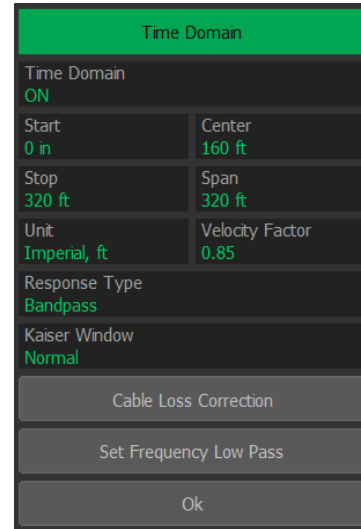 Time Domain
Time Domain
ON
Start
0 in
Center
160 ft
Stop
320 ft
Span
320 ft
Unit
Imperial, ft
Velocity Factor
0.85
Response Type
Bandpass
Kaiser Window
Normal
Cable Loss Correction
Set Frequency Low Pass
Ok